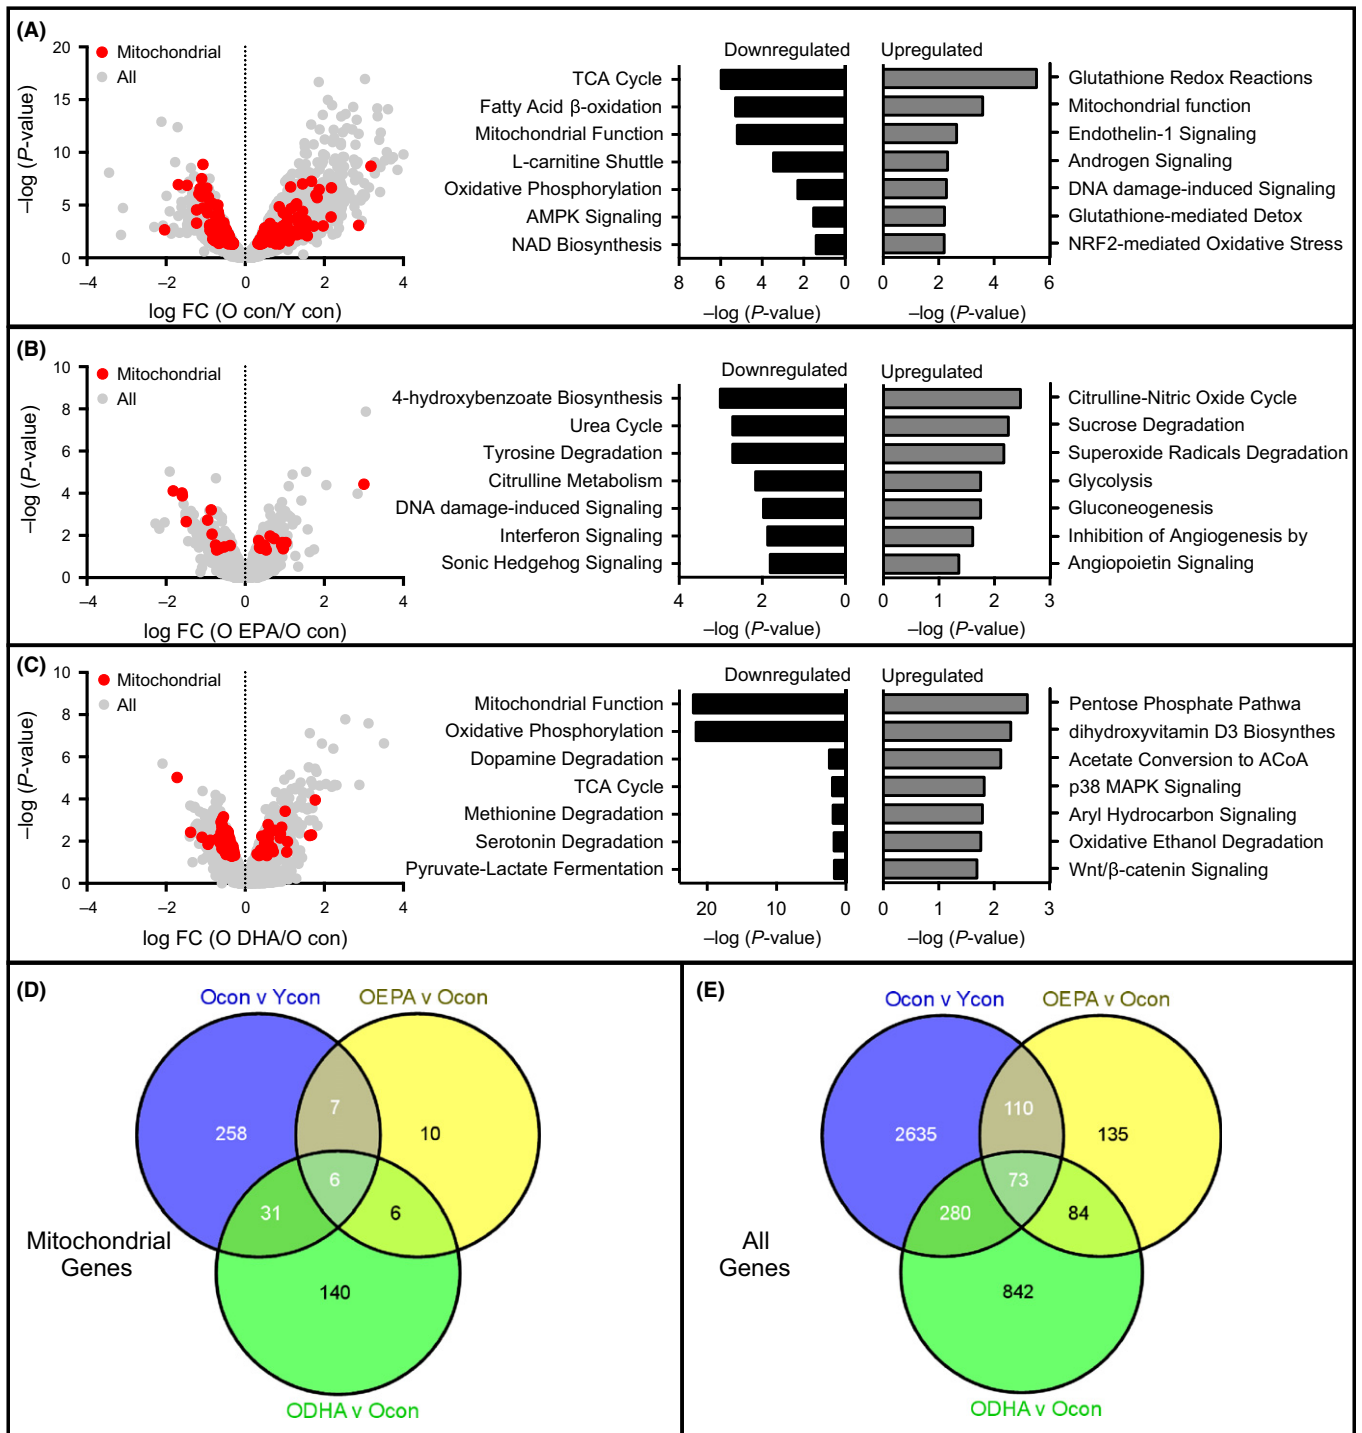 (A)
Mitochondrial
All
20
15
10
5
0
–log (P-value)
–4
–2
0
2
4
log FC (O con/Y con)
Downregulated
TCA Cycle
Fatty Acid β-oxidation
Mitochondrial Function
L-carnitine Shuttle
Oxidative Phosphorylation
AMPK Signaling
NAD Biosynthesis
8
6
4
2
0
–log (P-value)
Upregulated
Glutathione Redox Reactions
Mitochondrial function
Endothelin-1 Signaling
Androgen Signaling
DNA damage-induced Signaling
Glutathione-mediated Detox
NRF2-mediated Oxidative Stress
0
2
4
6
–log (P-value)
(B)
Mitochondrial
All
10
8
6
4
2
0
–log (P-value)
–4
–2
0
2
4
log FC (O EPA/O con)
Downregulated
4-hydroxybenzoate Biosynthesis
Urea Cycle
Tyrosine Degradation
Citrulline Metabolism
DNA damage-induced Signaling
Interferon Signaling
Sonic Hedgehog Signaling
4
2
0
–log (P-value)
Upregulated
Citrulline-Nitric Oxide Cycle
Sucrose Degradation
Superoxide Radicals Degradation
Glycolysis
Gluconeogenesis
Inhibition of Angiogenesis by
Angiopoietin Signaling
0
1
2
3
–log (P-value)
(C)
Mitochondrial
All
10
8
6
4
2
0
–log (P-value)
–4
–2
0
2
4
log FC (O DHA/O con)
Downregulated
Mitochondrial Function
Oxidative Phosphorylation
Dopamine Degradation
TCA Cycle
Methionine Degradation
Serotonin Degradation
Pyruvate-Lactate Fermentation
20
10
0
–log (P-value)
Upregulated
Pentose Phosphate Pathwa
dihydroxyvitamin D3 Biosynthes
Acetate Conversion to ACoA
p38 MAPK Signaling
Aryl Hydrocarbon Signaling
Oxidative Ethanol Degradation
Wnt/β-catenin Signaling
0
1
2
3
–log (P-value)
(D)
Ocon v Ycon
OEPA v Ocon
7
258
10
6
31
6
Mitochondrial
Genes
140
ODHA v Ocon
(E)
Ocon v Ycon
OEPA v Ocon
110
2635
135
73
280
84
All
Genes
842
ODHA v Ocon